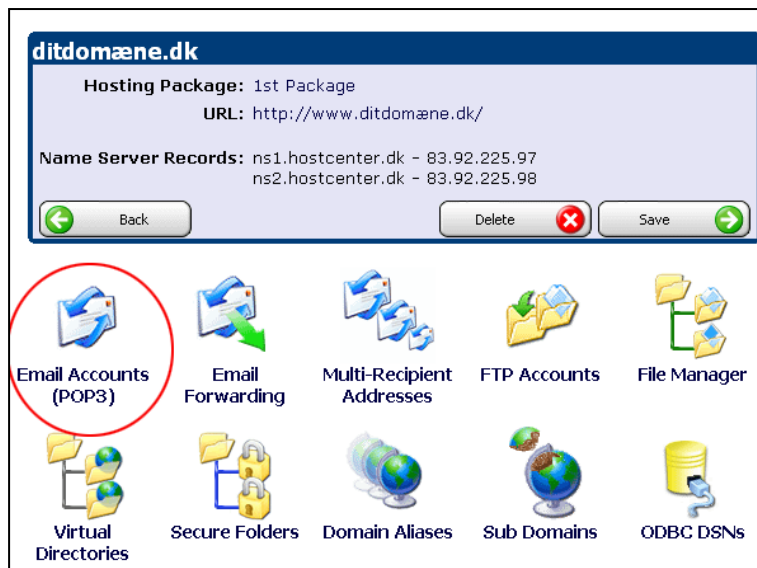 ditdomæne.dk
Hosting Package: 1st Package
URL: http://www.ditdomæne.dk/
Name Server Records: ns1.hostcenter.dk - 83.92.225.97
ns2.hostcenter.dk - 83.92.225.98
Back Delete Save
Email Accounts (POP3)
Email Forwarding
Multi-Recipient Addresses
FTP Accounts
File Manager
Virtual Directories
Secure Folders
Domain Aliases
Sub Domains
ODBC DSNs